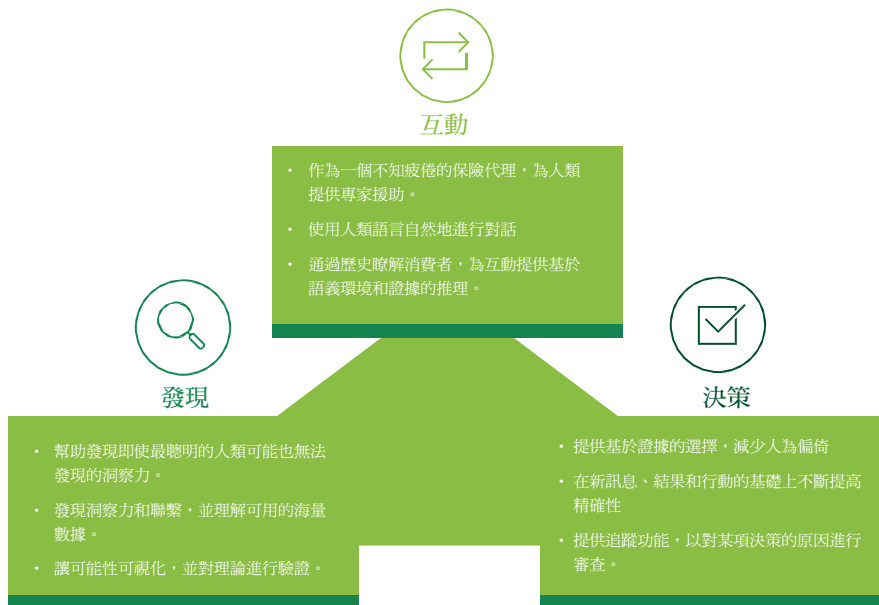 互動
• 作為一個不知疲倦的保險代理，為人類
提供專家援助。
• 使用人類語言自然地進行對話
• 通過歷史瞭解消費者，為互動提供基於
語義環境和證據的推理。
發現
• 幫助發現即使最聰明的人類可能也無法
發現的洞察力。
• 發現洞察力和聯繫，並理解可用的海量
數據。
• 讓可能性可視化，並對理論進行驗證。
決策
• 提供基於證據的選擇，減少人為偏倚
• 在新訊息、結果和行動的基礎上不斷提高
精確性
• 提供追蹤功能，以對某項決策的原因進行
審查。